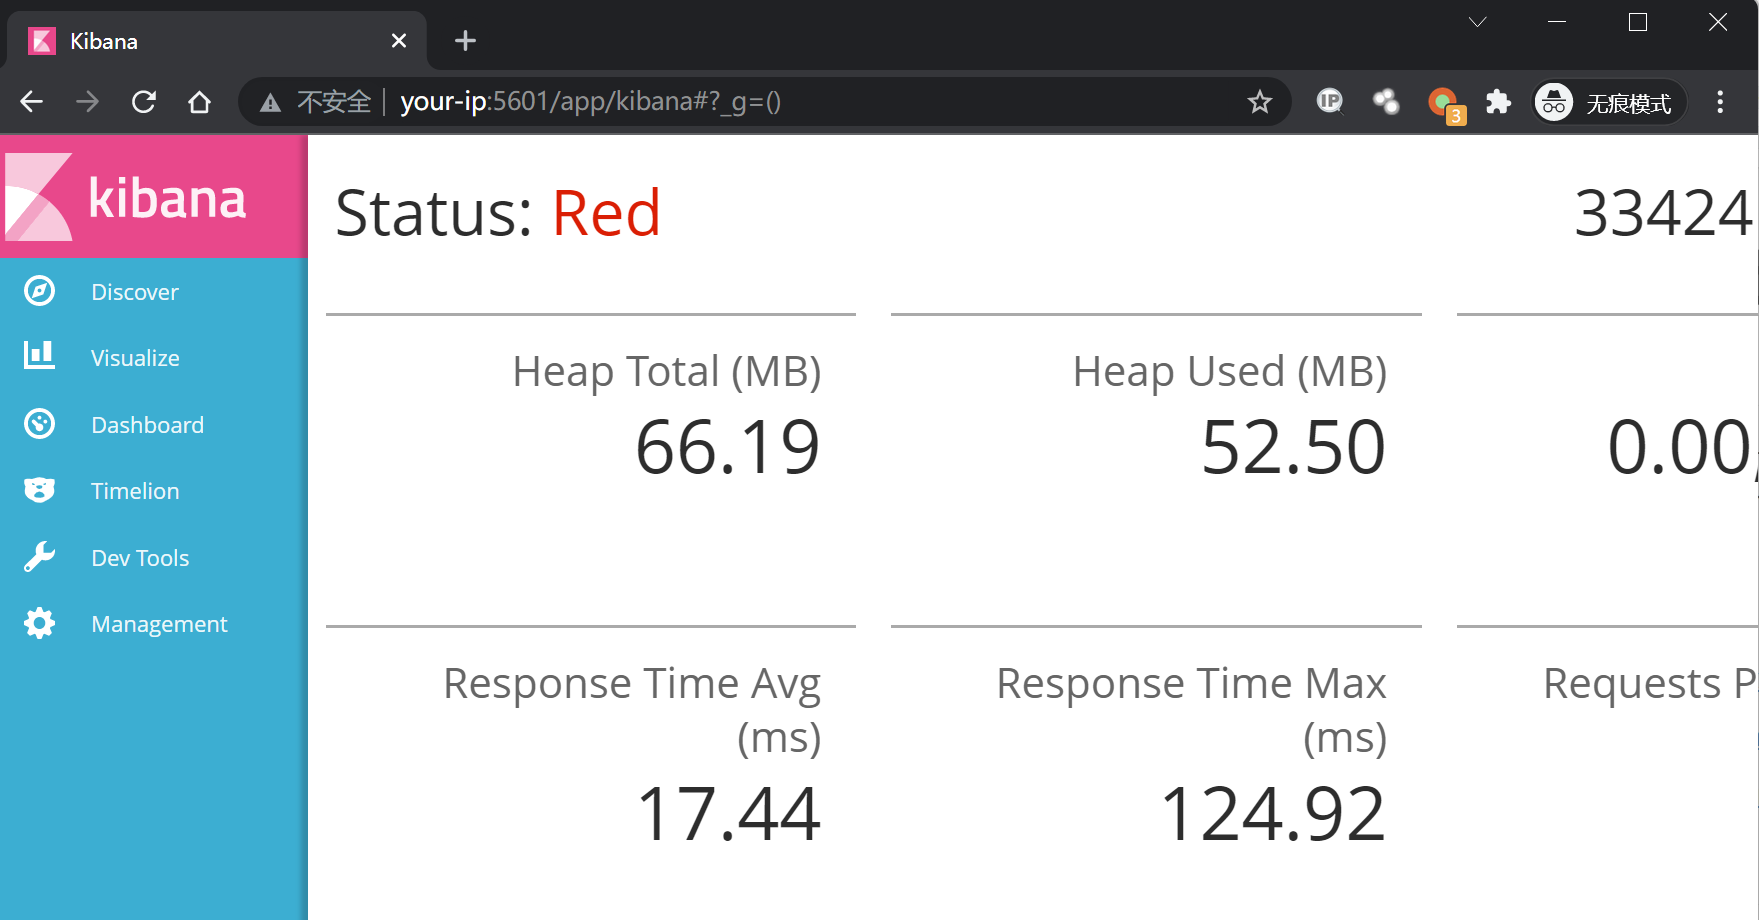 Kibana
不安全 your-ip:5601/app/kibana#?_g=()
IP
3
无痕模式
kibana
Discover
Visualize
Dashboard
Timelion
Dev Tools
Management
Status: Red
33424
Heap Total (MB)
66.19
Heap Used (MB)
52.50
0.00,
Response Time Avg
(ms)
17.44
Response Time Max
(ms)
124.92
Requests P